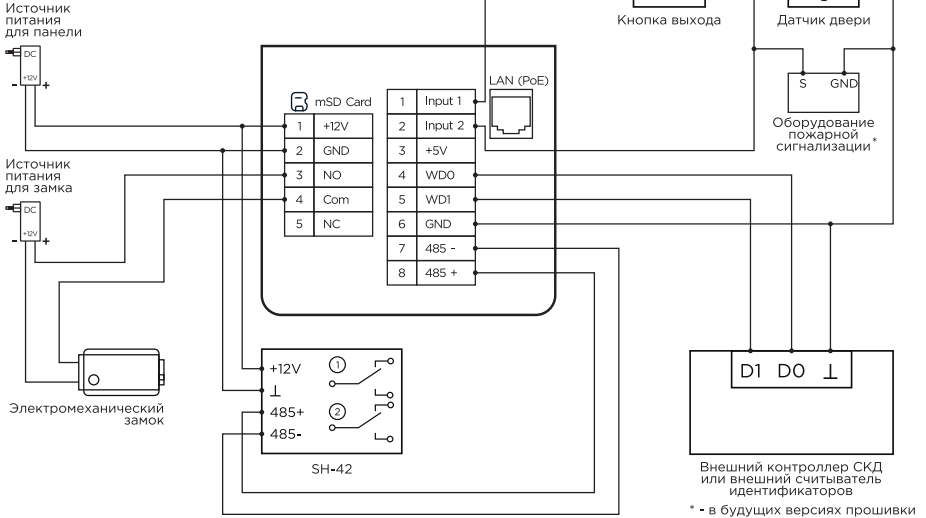 Источник
питания
для панели
DC
+12V
- +
Кнопка выхода
Датчик двери
S GND
Оборудование
пожарной
сигнализации *
LAN (PoE)
mSD Card
1 +12V
2 GND
3 NO
4 Com
5 NC
1 Input 1
2 Input 2
3 +5V
4 WD0
5 WD1
6 GND
7 485 -
8 485 +
Источник
питания
для замка
DC
+12V
- +
Электромеханический
замок
+12V
⊥
485+
485-
1
2
SH-42
D1 D0 ⊥
Внешний контроллер СКД
или внешний считыватель
идентификаторов
* - в будущих версиях прошивки